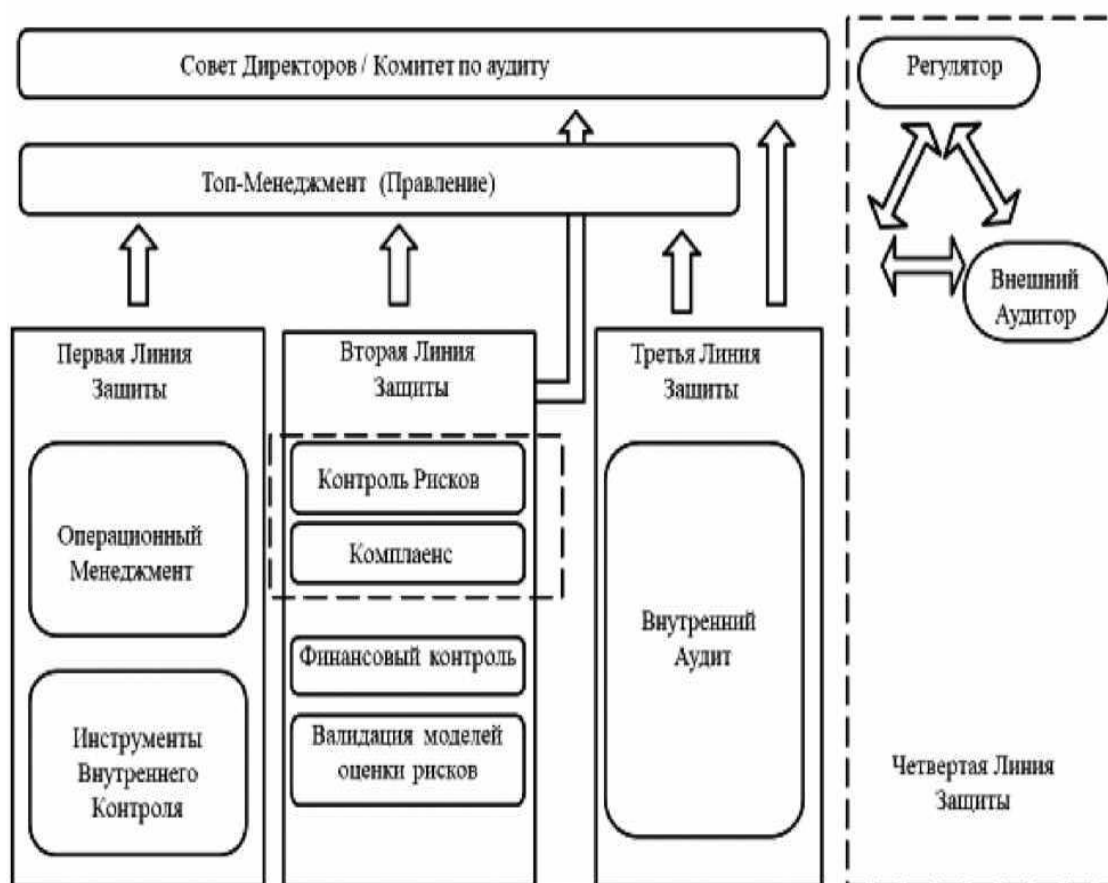 Совет Директоров / Комитет по аудиту
Топ-Менеджмент (Правление)
Первая Линия
Зашиты
Операционный
Менеджмент
Инструменты
Внутреннего
Контроля
Вторая Линия
Защиты
Контроль Рисков
Комплаенс
Финансовый контроль
Валидация моделей
оценки рисков
Третья Линия
Защиты
Внутренний
Аудит
Регулятор
Внешний
Аудитор
Четвертая Линия
Защиты